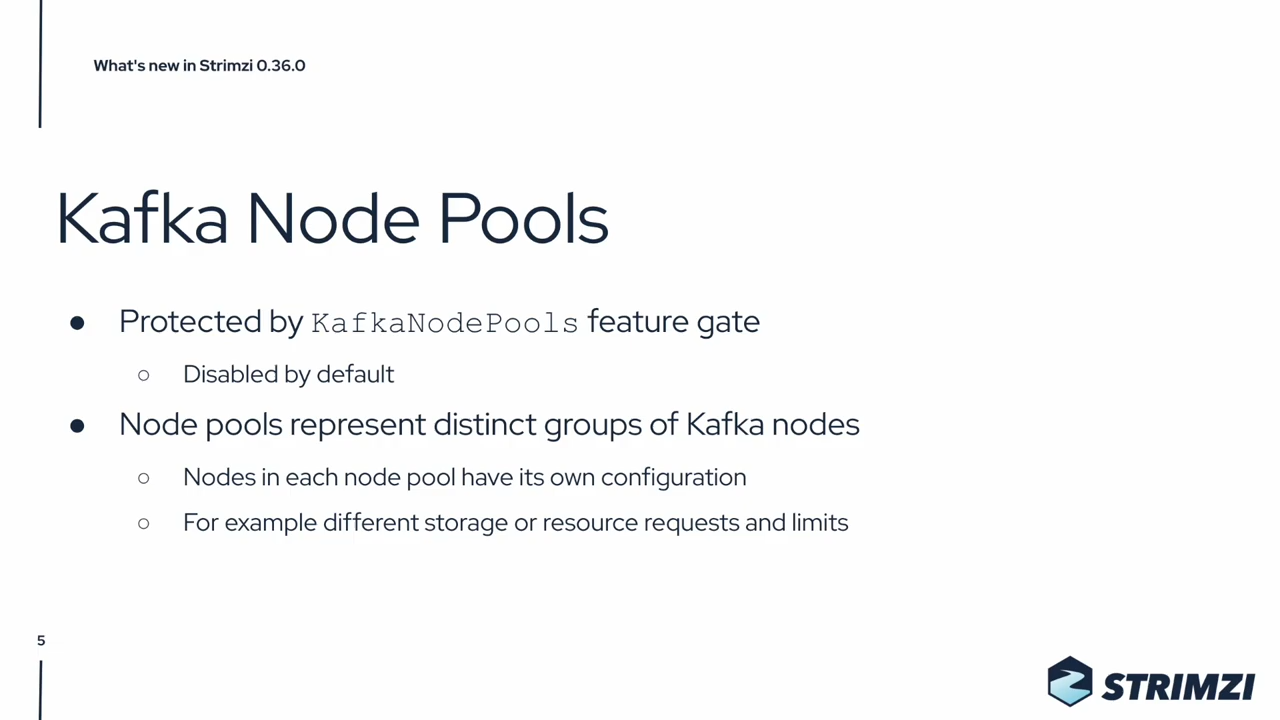 What's new in Strimzi 0.36.0
Kafka Node Pools
● Protected by KafkaNodePools feature gate
○ Disabled by default
● Node pools represent distinct groups of Kafka nodes
○ Nodes in each node pool have its own configuration
○ For example different storage or resource requests and limits
5
STRIMZI